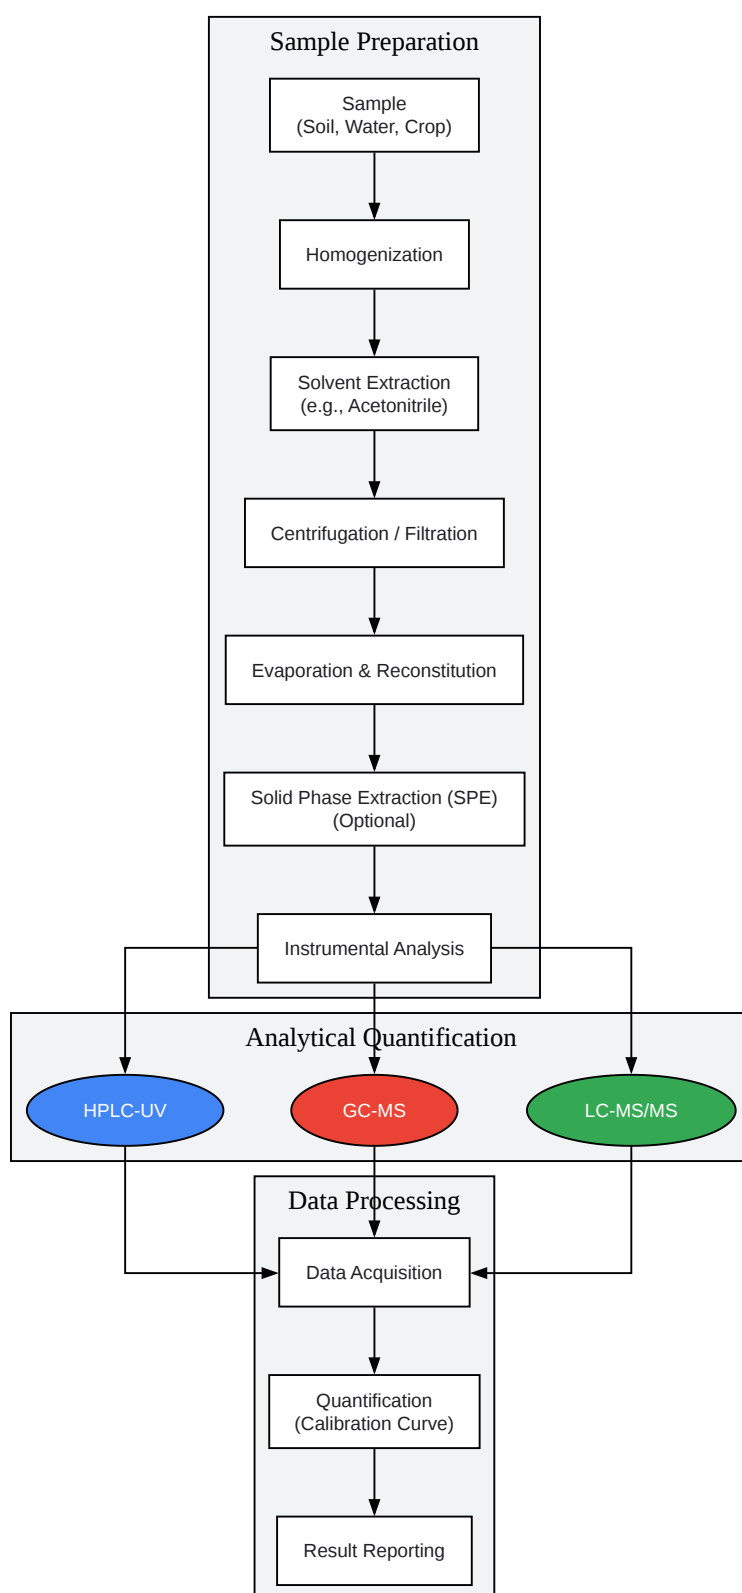 Sample Preparation
Sample
(Soil, Water, Crop)
Homogenization
Solvent Extraction
(e.g., Acetonitrile)
Centrifugation / Filtration
Evaporation & Reconstitution
Solid Phase Extraction (SPE)
(Optional)
Instrumental Analysis
Analytical Quantification
HPLC-UV
GC-MS
LC-MS/MS
Data Processing
Data Acquisition
Quantification
(Calibration Curve)
Result Reporting